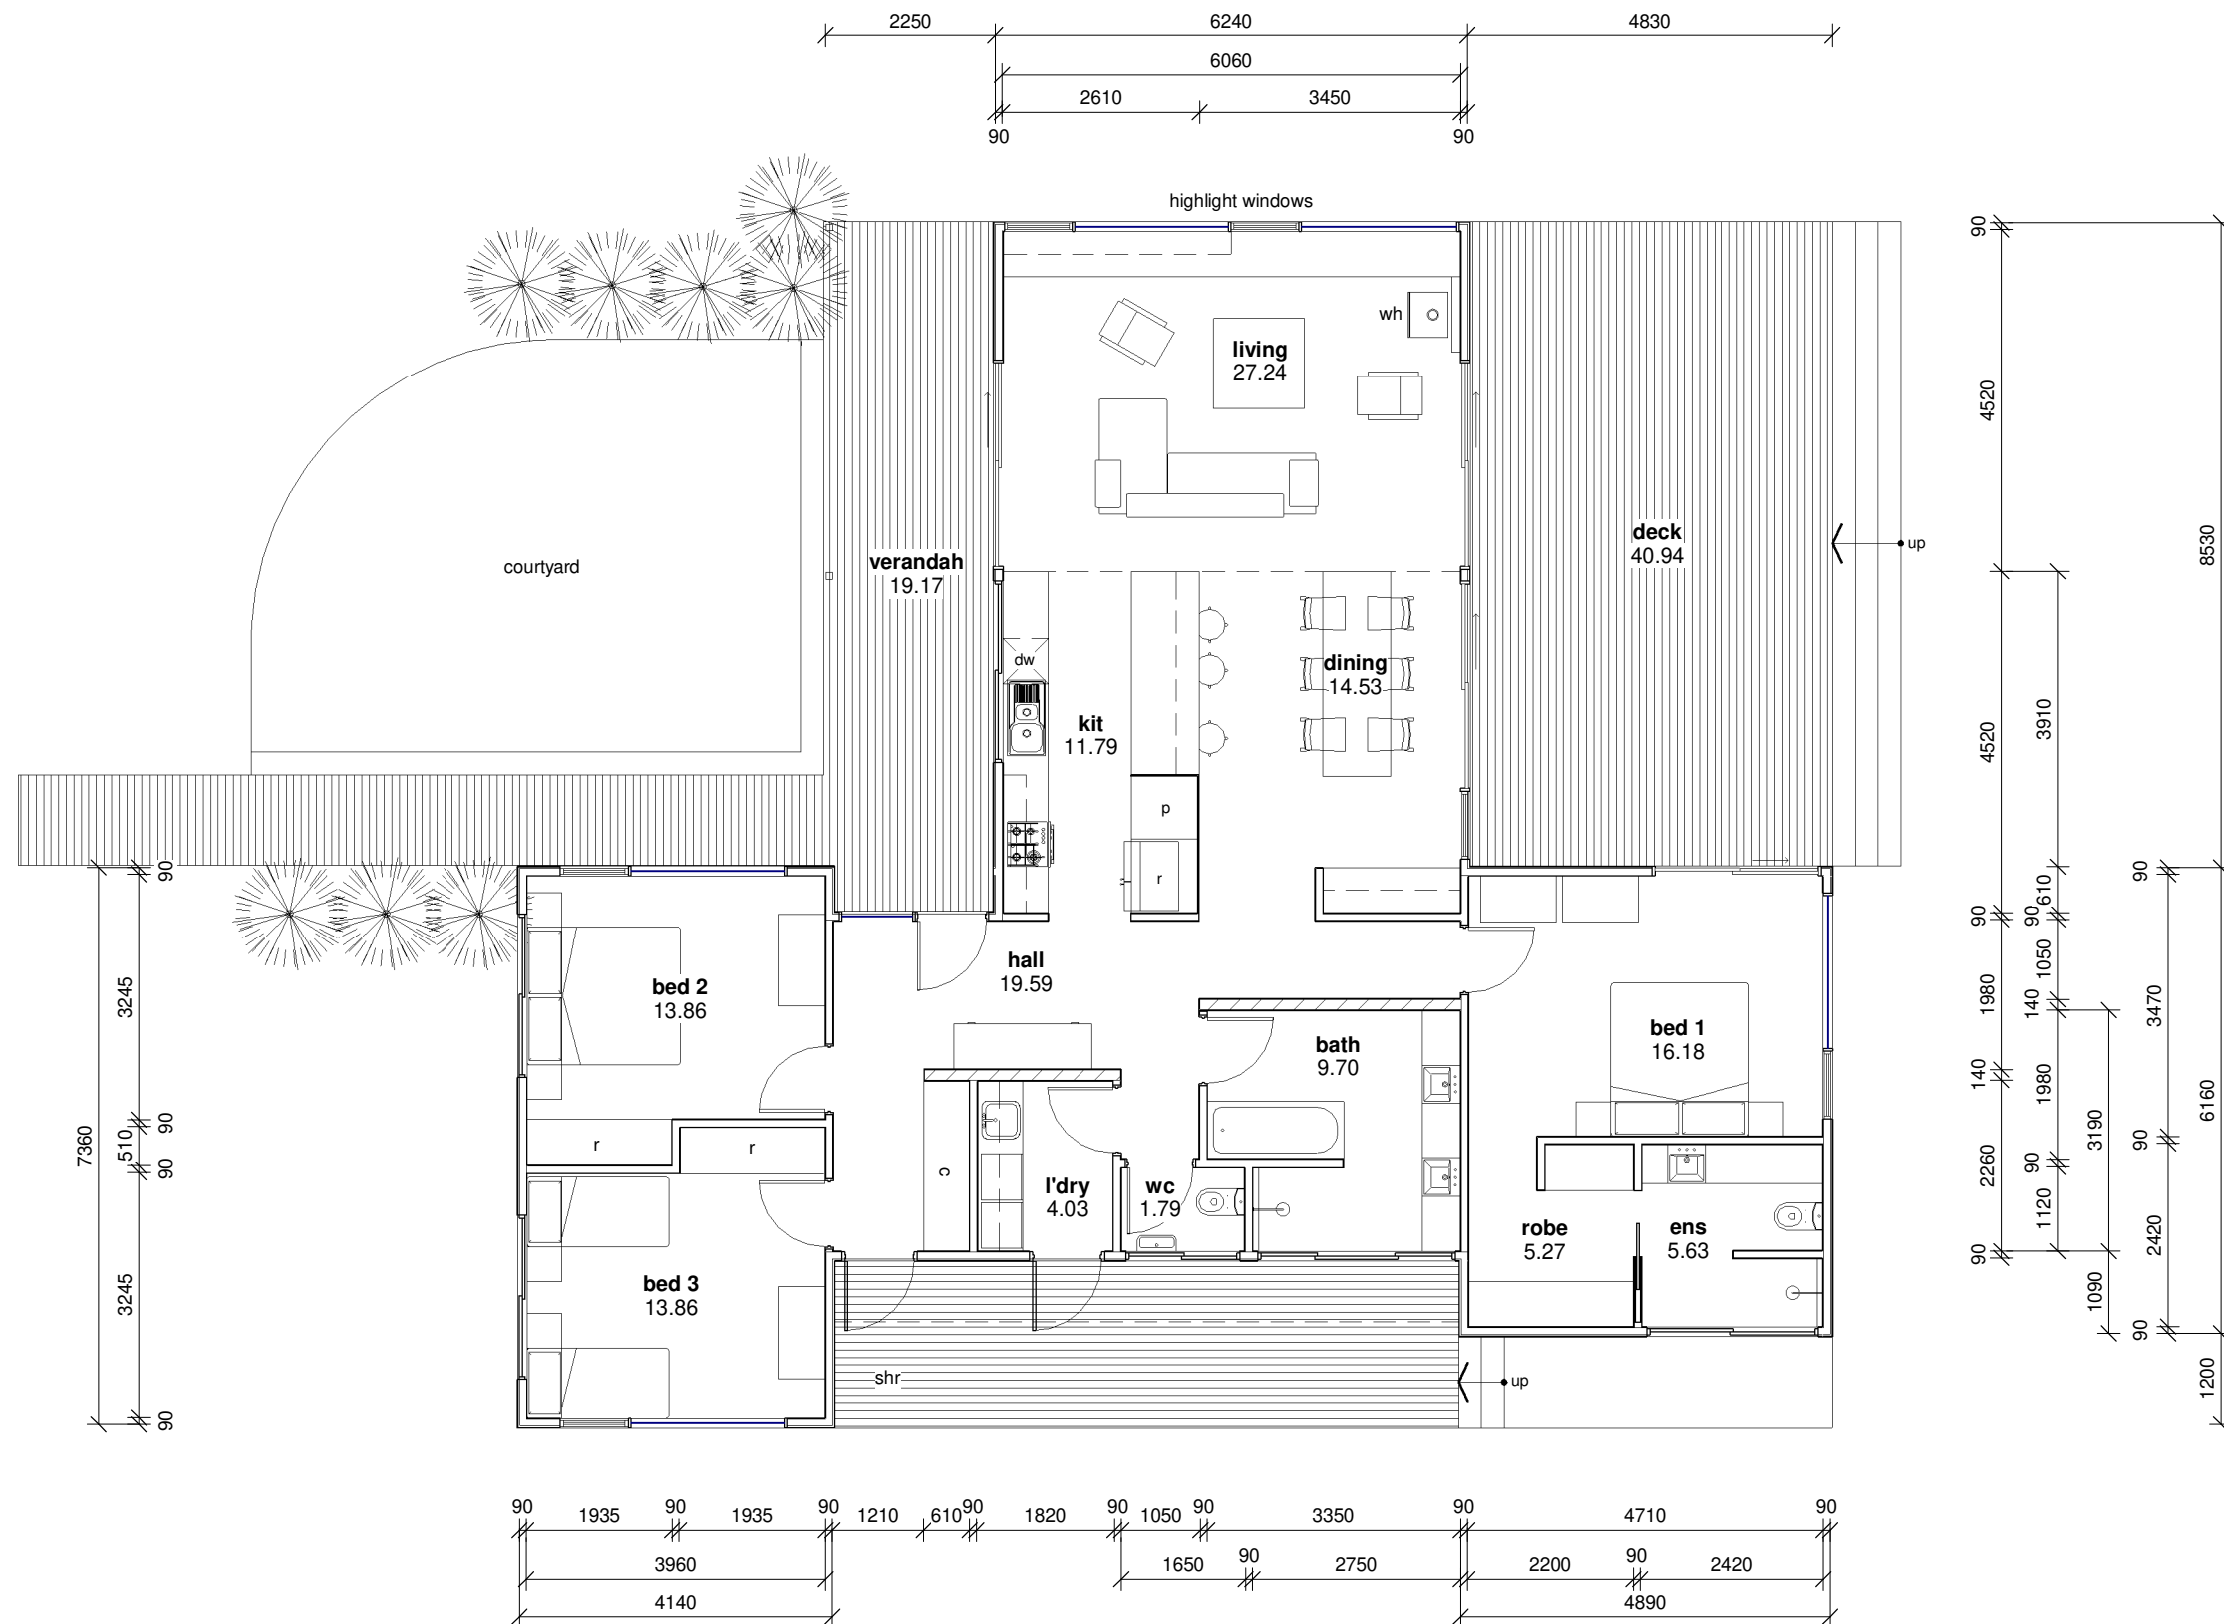 2250 6240 4830
6060
2610 3450
90 90
highlight windows
wh
living
27.24
deck
40.94
up
courtyard
verandah
19.17
dw
dining
14.53
kit
11.79
p
r
hall
19.59
bed 2
13.86
bed 1
16.18
bath
9.70
r
r
c
l'dry
4.03
wc
1.79
robe
5.27
ens
5.63
bed 3
13.86
shr
up
7360
90
3245
90
510
90
3245
90
90
4520
4520
90
1980
140
2260
90
3910
610
90
1050
140
1980
90
1120
3190
1090
90
3470
90
2420
90
8530
6160
1200
90 1935 90 1935 90 1210 610 90 1820 90 1050 90 3350 90 4710 90
3960 1650 90 2750 2200 90 2420
4140 4890